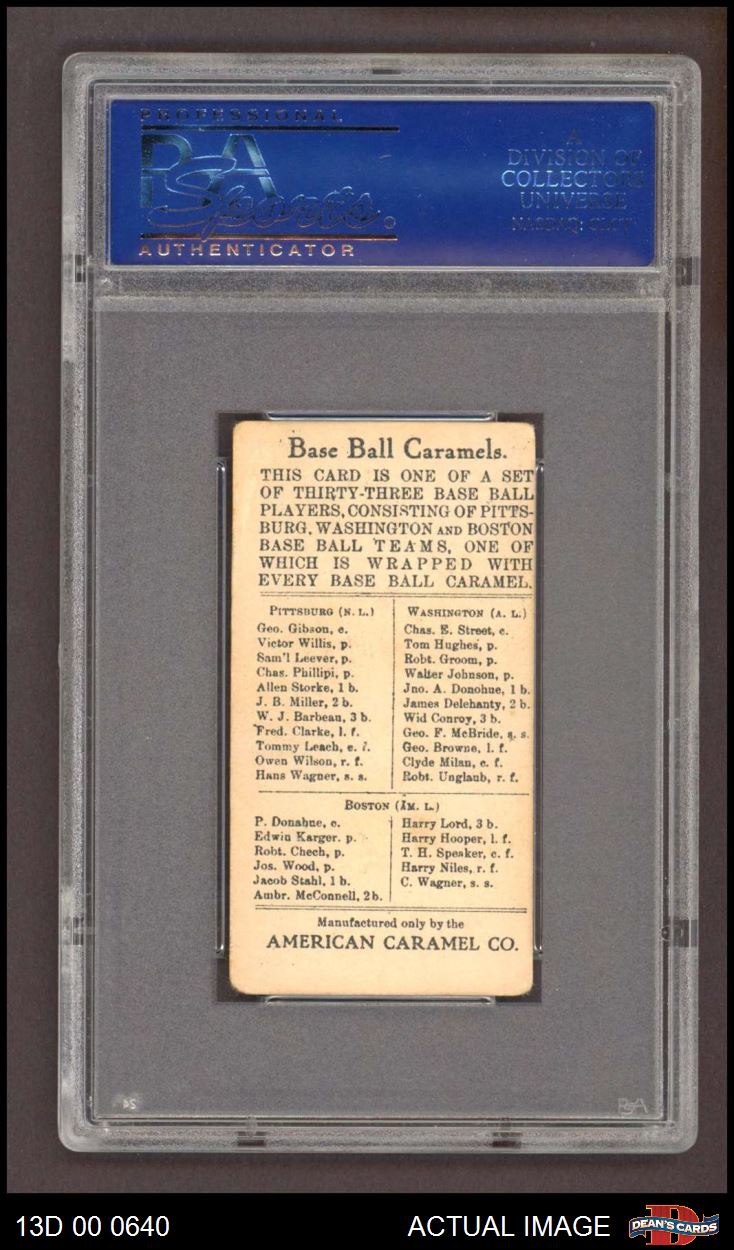 PROFESSIONAL
PSA
Sports
AUTHENTICATOR
A
DIVISION OF
COLLECTORS
UNIVERSE
NASDAQ: CLCT
Base Ball Caramels.
THIS CARD IS ONE OF A SET
OF THIRTY-THREE BASE BALL
PLAYERS, CONSISTING OF PITTS-
BURG, WASHINGTON AND BOSTON
BASE BALL TEAMS, ONE OF
WHICH IS WRAPPED WITH
EVERY BASE BALL CARAMEL.
PITTSBURG (N. L.)
Geo. Gibson, c.
Victor Willis, p.
Sam'l Leever, p.
Chas. Phillipi, p.
Allen Storke, 1 b.
J. B. Miller, 2 b.
W. J. Barbeau, 3 b.
Fred. Clarke, l. f.
Tommy Leach, c. f.
Owen Wilson, r. f.
Hans Wagner, s. s.
WASHINGTON (A. L.)
Chas. E. Street, c.
Tom Hughes, p.
Robt. Groom, p.
Walter Johnson, p.
Jno. A. Donohue, 1 b.
James Delehanty, 2 b.
Wid Conroy, 3 b.
Geo. F. McBride, s. s.
Geo. Browne, l. f.
Clyde Milan, c. f.
Robt. Unglaub, r. f.
BOSTON (AM. L.)
P. Donahue, c.
Edwin Karger. p.
Robt. Chech, p.
Jos. Wood, p.
Jacob Stahl, 1 b.
Ambr. McConnell, 2 b.
Harry Lord, 3 b.
Harry Hooper, l. f.
T. H. Speaker, c. f.
Harry Niles, r. f.
C. Wagner, s. s.
Manufactured only by the
AMERICAN CARAMEL CO.
PSA
13D 00 0640
ACTUAL IMAGE
DEAN'S CARDS